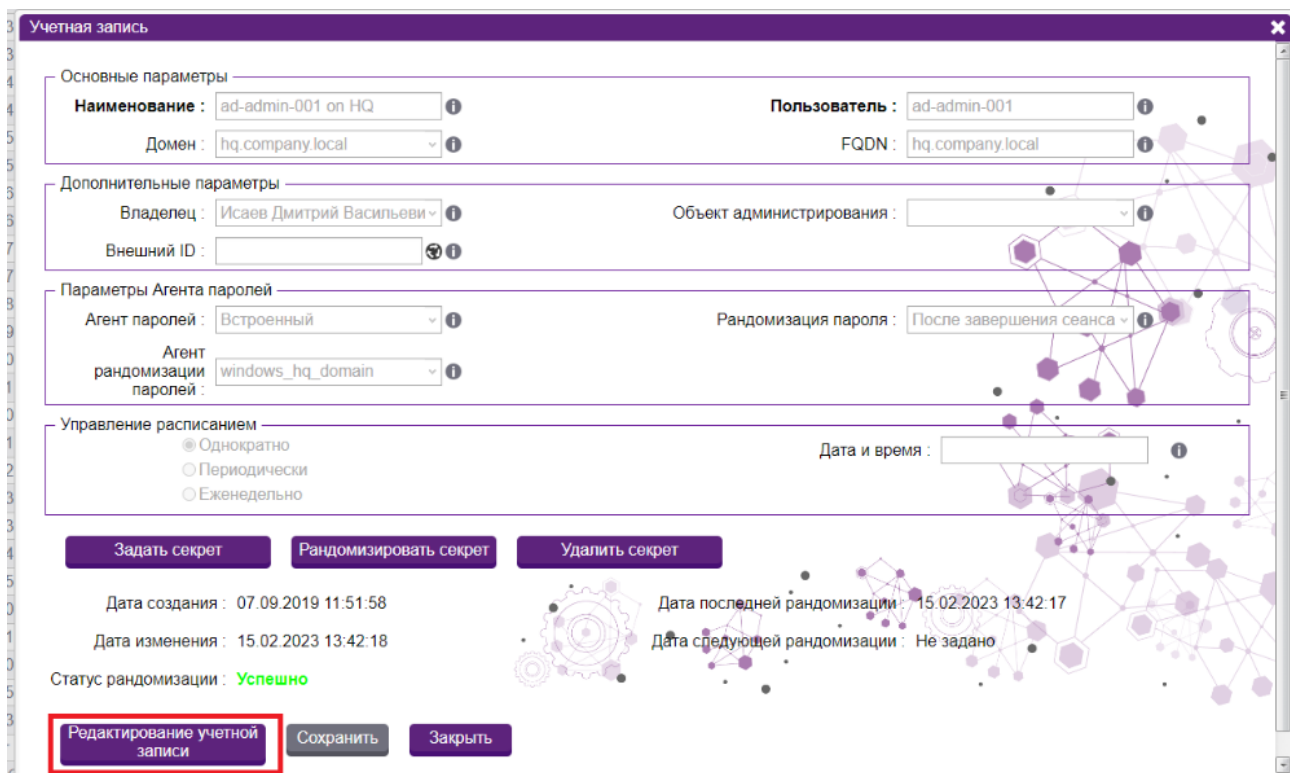 Учетная запись
Основные параметры
Наименование : ad-admin-001 on HQ Пользователь : ad-admin-001
Домен : hq.company.local FQDN : hq.company.local
Дополнительные параметры
Владелец : Исаев Дмитрий Васильеви Объект администрирования :
Внешний ID :
Параметры Агента паролей
Агент паролей : Встроенный Рандомизация пароля : После завершения сеанса
Агент
рандомизации windows_hq_domain
паролей :
Управление расписанием
Однократно Дата и время :
Периодически
Еженедельно
Задать секрет Рандомизировать секрет Удалить секрет
Дата создания : 07.09.2019 11:51:58 Дата последней рандомизации : 15.02.2023 13:42:17
Дата изменения : 15.02.2023 13:42:18 Дата следующей рандомизации : Не задано
Статус рандомизации : Успешно
Редактирование учетной
записи Сохранить Закрыть